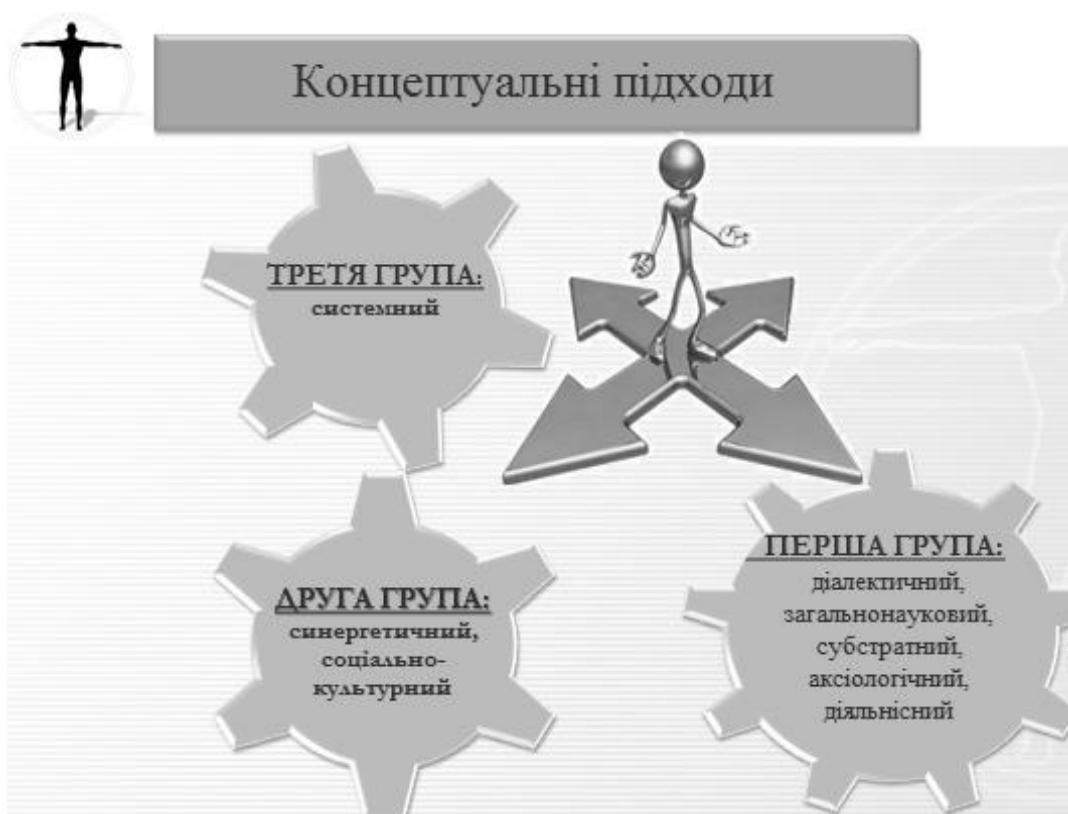 Концептуальні підходи
ТРЕТЯ ГРУПА:
системний
ДРУГА ГРУПА:
синергетичний,
соціально-
культурний
ПЕРША ГРУПА:
діалектичний,
загальнонауковий,
субстратний,
аксіологічний,
діяльнісний